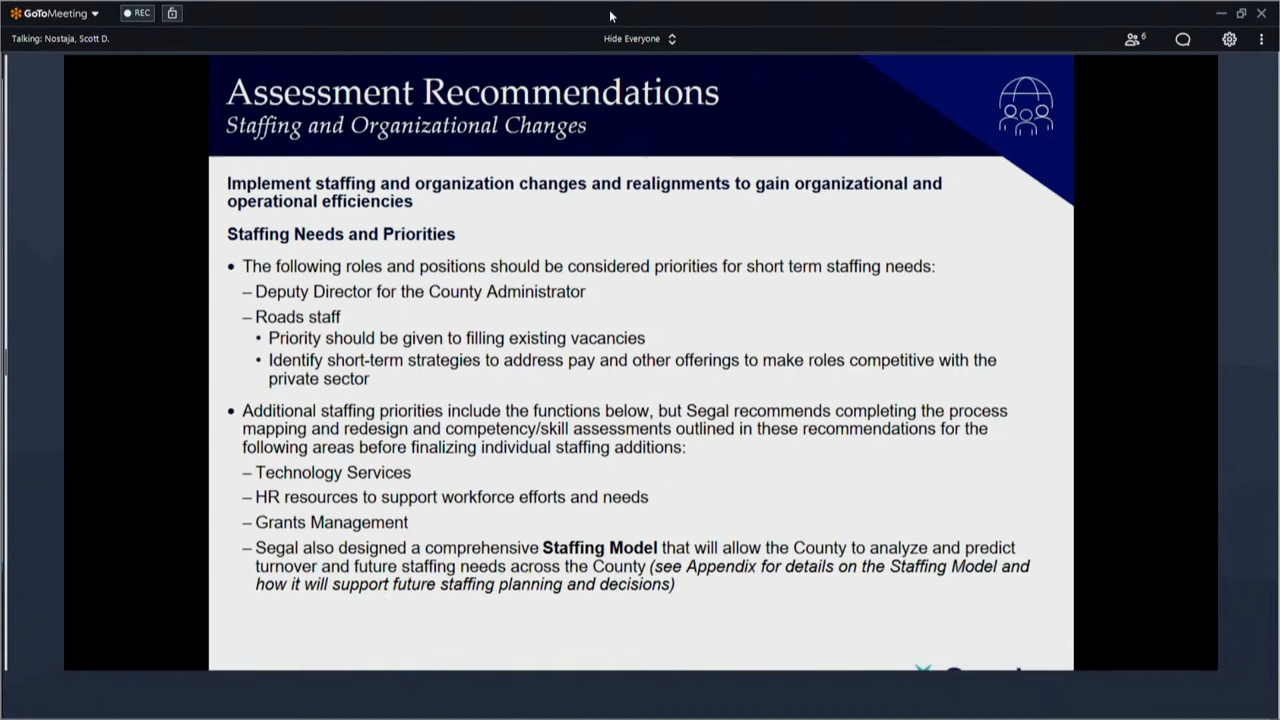 GoToMeeting
REC
Talking: Nostaja, Scott D.
Hide Everyone
6
Assessment Recommendations
Staffing and Organizational Changes
Implement staffing and organization changes and realignments to gain organizational and
operational efficiencies
Staffing Needs and Priorities
• The following roles and positions should be considered priorities for short term staffing needs:
– Deputy Director for the County Administrator
– Roads staff
• Priority should be given to filling existing vacancies
• Identify short-term strategies to address pay and other offerings to make roles competitive with the
private sector
• Additional staffing priorities include the functions below, but Segal recommends completing the process
mapping and redesign and competency/skill assessments outlined in these recommendations for the
following areas before finalizing individual staffing additions:
– Technology Services
– HR resources to support workforce efforts and needs
– Grants Management
– Segal also designed a comprehensive Staffing Model that will allow the County to analyze and predict
turnover and future staffing needs across the County (see Appendix for details on the Staffing Model and
how it will support future staffing planning and decisions)